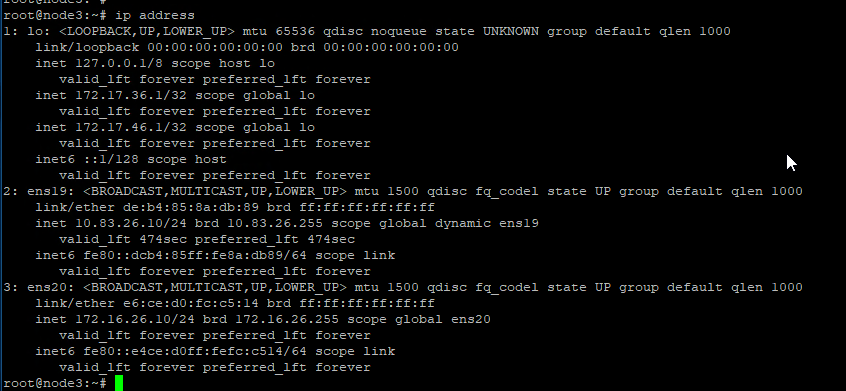 root@node3:~#
root@node3:~# ip address
1: lo: <LOOPBACK,UP,LOWER_UP> mtu 65536 qdisc noqueue state UNKNOWN group default qlen 1000
    link/loopback 00:00:00:00:00:00 brd 00:00:00:00:00:00
    inet 127.0.0.1/8 scope host lo
       valid_lft forever preferred_lft forever
    inet 172.17.36.1/32 scope global lo
       valid_lft forever preferred_lft forever
    inet 172.17.46.1/32 scope global lo
       valid_lft forever preferred_lft forever
    inet6 ::1/128 scope host
       valid_lft forever preferred_lft forever
2: ens19: <BROADCAST,MULTICAST,UP,LOWER_UP> mtu 1500 qdisc fq_codel state UP group default qlen 1000
    link/ether de:b4:85:8a:db:89 brd ff:ff:ff:ff:ff:ff
    inet 10.83.26.10/24 brd 10.83.26.255 scope global dynamic ens19
       valid_lft 474sec preferred_lft 474sec
    inet6 fe80::dcb4:85ff:fe8a:db89/64 scope link
       valid_lft forever preferred_lft forever
3: ens20: <BROADCAST,MULTICAST,UP,LOWER_UP> mtu 1500 qdisc fq_codel state UP group default qlen 1000
    link/ether e6:ce:d0:fc:c5:14 brd ff:ff:ff:ff:ff:ff
    inet 172.16.26.10/24 brd 172.16.26.255 scope global ens20
       valid_lft forever preferred_lft forever
    inet6 fe80::e4ce:d0ff:fefc:c514/64 scope link
       valid_lft forever preferred_lft forever
root@node3:~#